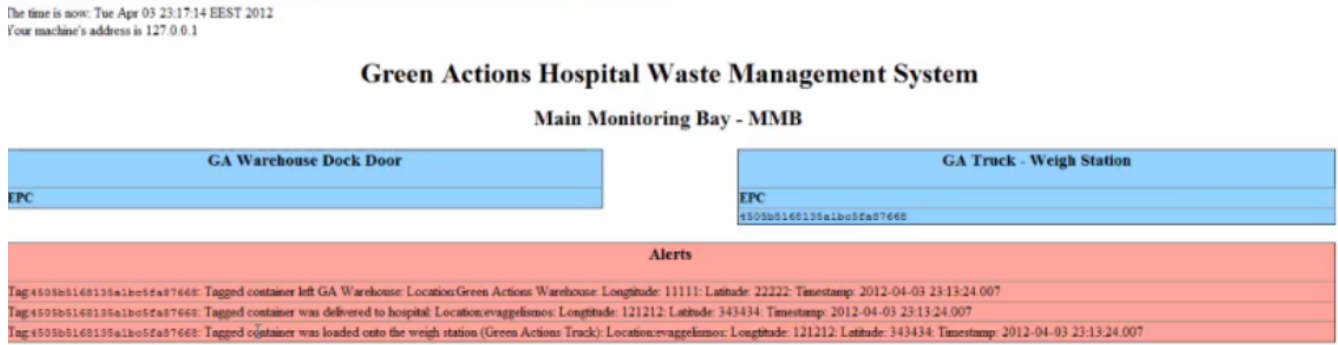 The time is now: Tue Apr 03 23:17:14 EEST 2012
Your machine's address is 127.0.0.1
Green Actions Hospital Waste Management System
Main Monitoring Bay - MMB
GA Warehouse Dock Door
EPC
GA Truck - Weigh Station
EPC
4505b5168135a1bc5fa87668
Alerts
Tag:4505b5168135a1bc5fa87668: Tagged container left GA Warehouse: Location:Green Actions Warehouse: Longtitude: 11111: Latitude: 22222: Timestamp: 2012-04-03 23:13:24.007
Tag:4505b5168135a1bc5fa87668: Tagged container was delivered to hospital: Location:evaggelismos: Longtitude: 121212: Latitude: 343434: Timestamp: 2012-04-03 23:13:24.007
Tag:4505b5168135a1bc5fa87668: Tagged container was loaded onto the weigh station (Green Actions Truck): Location:evaggelismos: Longtitude: 121212: Latitude: 343434: Timestamp: 2012-04-03 23:13:24.007